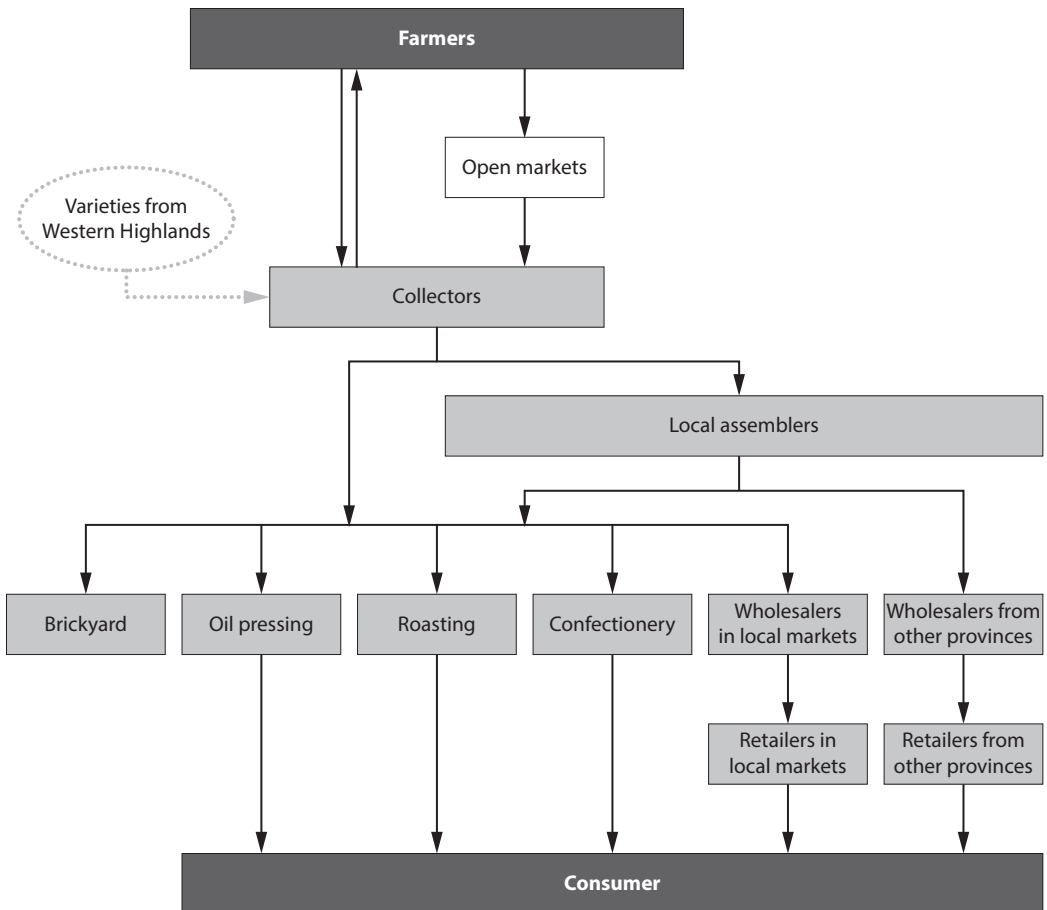 Farmers
Open markets
Varieties from
Western Highlands
Collectors
Local assemblers
Brickyard
Oil pressing
Roasting
Confectionery
Wholesalers
in local markets
Wholesalers from
other provinces
Retailers in
local markets
Retailers from
other provinces
Consumer